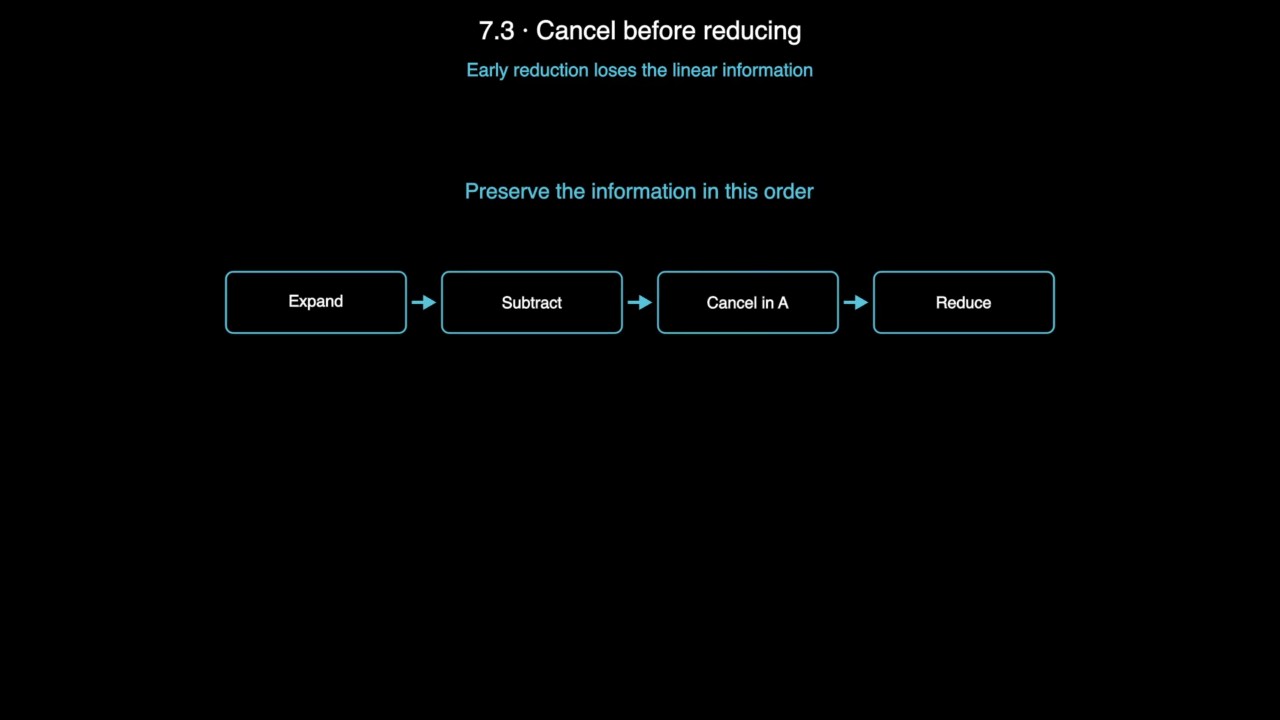 7.3 · Cancel before reducing
Early reduction loses the linear information
Preserve the information in this order
Expand
Subtract
Cancel in A
Reduce